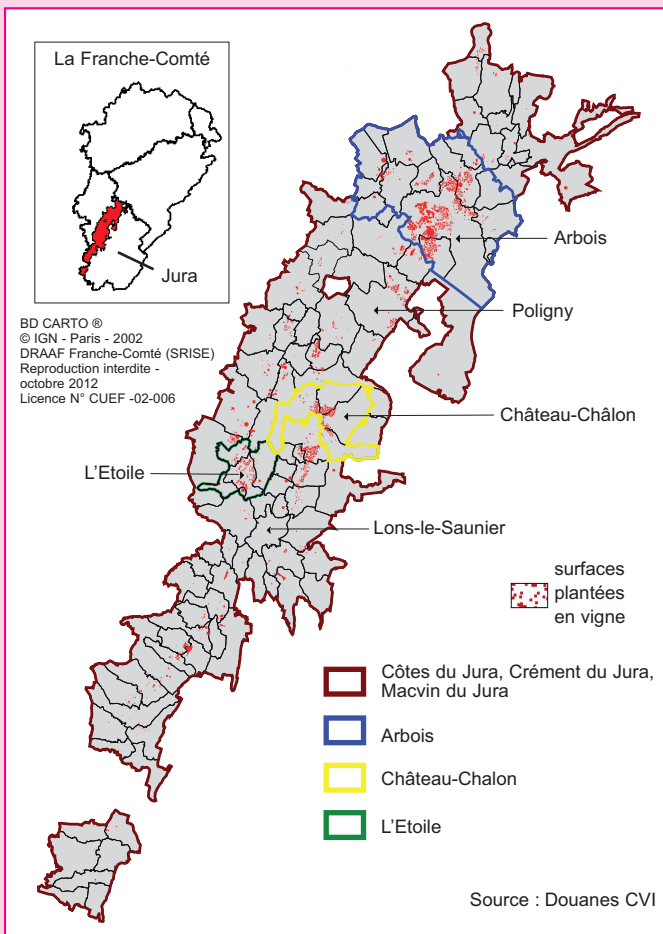 La Franche-Comté
Jura
BD CARTO ®
© IGN - Paris - 2002
DRAAF Franche-Comté (SRISE)
Reproduction interdite -
octobre 2012
Licence N° CUEF -02-006
Arbois
Poligny
Château-Châlon
L'Etoile
Lons-le-Saunier
surfaces
plantées
en vigne
Côtes du Jura, Crément du Jura,
Macvin du Jura
Arbois
Château-Chalon
L'Etoile
Source : Douanes CVI